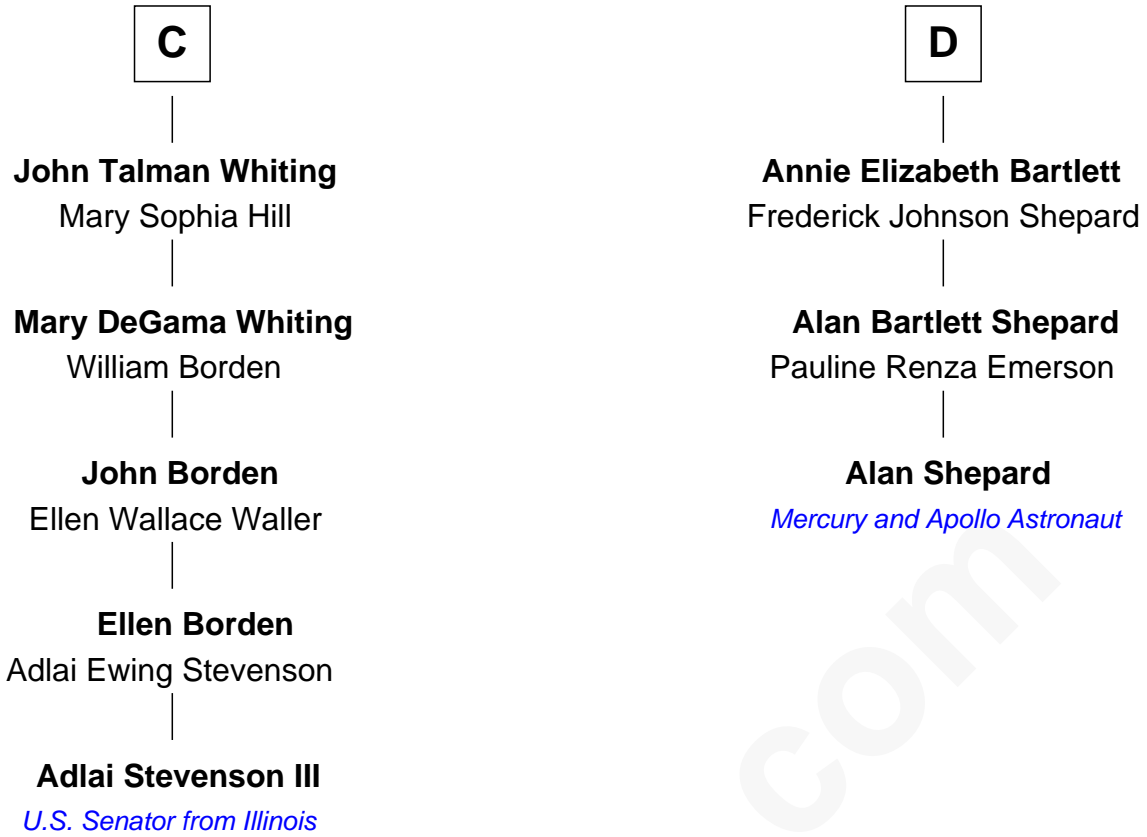 C
John Talman Whiting
Mary Sophia Hill
Mary DeGama Whiting
William Borden
John Borden
Ellen Wallace Waller
Ellen Borden
Adlai Ewing Stevenson
Adlai Stevenson III
U.S. Senator from Illinois
D
Annie Elizabeth Bartlett
Frederick Johnson Shepard
Alan Bartlett Shepard
Pauline Renza Emerson
Alan Shepard
Mercury and Apollo Astronaut
com